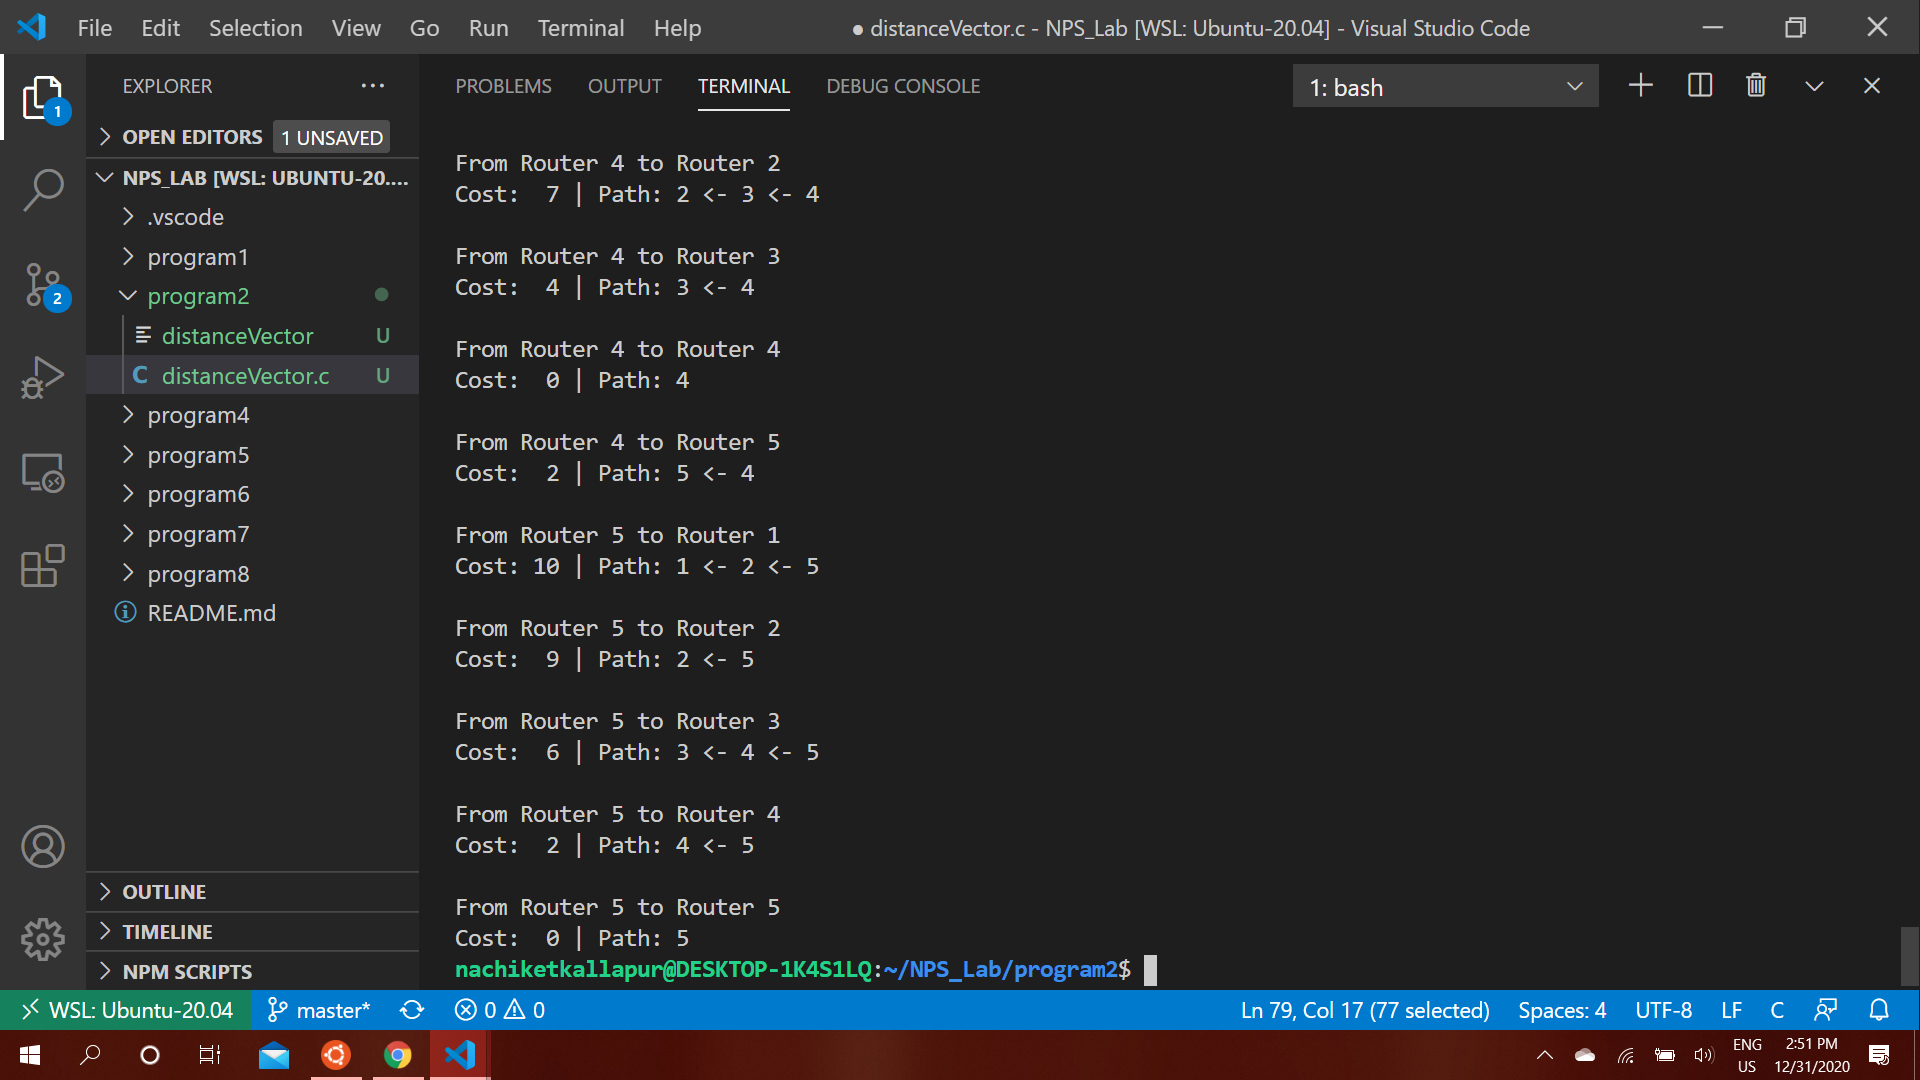 File Edit Selection View Go Run Terminal Help
● distanceVector.c - NPS_Lab [WSL: Ubuntu-20.04] - Visual Studio Code
EXPLORER
1
OPEN EDITORS 1 UNSAVED
NPS_LAB [WSL: UBUNTU-20....
.vscode
program1
program2
2
distanceVector U
C distanceVector.c U
program4
program5
program6
program7
program8
README.md
OUTLINE
TIMELINE
NPM SCRIPTS
PROBLEMS OUTPUT TERMINAL DEBUG CONSOLE
1: bash
From Router 4 to Router 2
Cost:  7 | Path: 2 <- 3 <- 4
From Router 4 to Router 3
Cost:  4 | Path: 3 <- 4
From Router 4 to Router 4
Cost:  0 | Path: 4
From Router 4 to Router 5
Cost:  2 | Path: 5 <- 4
From Router 5 to Router 1
Cost: 10 | Path: 1 <- 2 <- 5
From Router 5 to Router 2
Cost:  9 | Path: 2 <- 5
From Router 5 to Router 3
Cost:  6 | Path: 3 <- 4 <- 5
From Router 5 to Router 4
Cost:  2 | Path: 4 <- 5
From Router 5 to Router 5
Cost:  0 | Path: 5
nachiketkallapur@DESKTOP-1K4S1LQ:~/NPS_Lab/program2$
WSL: Ubuntu-20.04 master* 0 0 Ln 79, Col 17 (77 selected) Spaces: 4 UTF-8 LF C
ENG
US
2:51 PM
12/31/2020